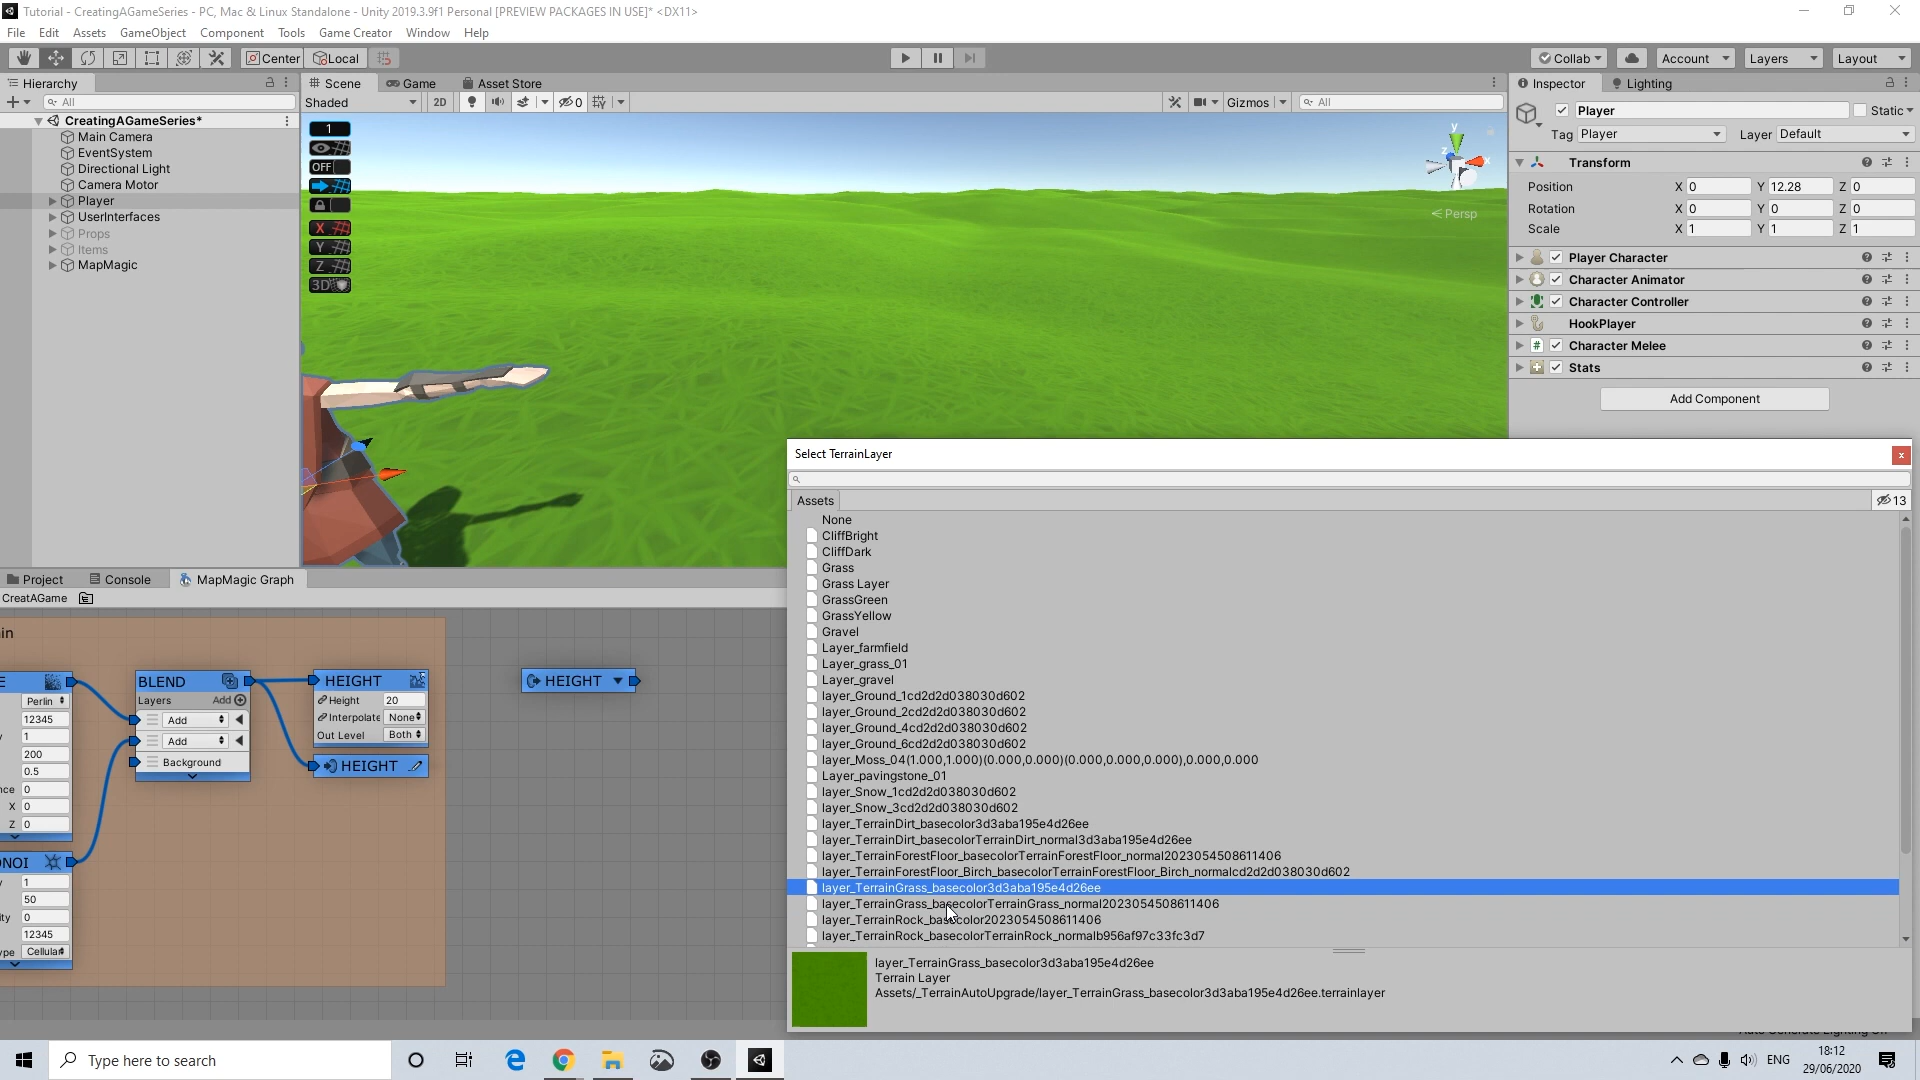 Tutorial - CreatingAGameSeries - PC, Mac & Linux Standalone - Unity 2019.3.9f1 Personal [PREVIEW PACKAGES IN USE]* <DX11>
File Edit Assets GameObject Component Tools Game Creator Window Help
Center Local Collab Account Layers Layout
Hierarchy
All
CreatingAGameSeries*
Main Camera
EventSystem
Directional Light
Camera Motor
Player
UserInterfaces
Props
Items
MapMagic
Scene Game Asset Store
Shaded 2D 0 Gizmos All
1
OFF
X
Y
Z
3D
y
x
z
Persp
Inspector Lighting
Player Static
Tag Player Layer Default
Transform
Position X 0 Y 12.28 Z 0
Rotation X 0 Y 0 Z 0
Scale X 1 Y 1 Z 1
Player Character
Character Animator
Character Controller
HookPlayer
Character Melee
Stats
Add Component
Project Console MapMagic Graph
CreatAGame
in
E
Perlin
12345
y 1
200
0.5
nce 0
X 0
Z 0
ONOI
y 1
50
ity 0
12345
ype Cellular
BLEND
Layers Add
Add
Add
Background
HEIGHT
Height 20
Interpolate None
Out Level Both
HEIGHT
HEIGHT
Select TerrainLayer x
Assets 13
None
CliffBright
CliffDark
Grass
Grass Layer
GrassGreen
GrassYellow
Gravel
Layer_farmfield
Layer_grass_01
Layer_gravel
layer_Ground_1cd2d2d038030d602
layer_Ground_2cd2d2d038030d602
layer_Ground_4cd2d2d038030d602
layer_Ground_6cd2d2d038030d602
layer_Moss_04(1.000,1.000)(0.000,0.000)(0.000,0.000,0.000),0.000,0.000
Layer_pavingstone_01
layer_Snow_1cd2d2d038030d602
layer_Snow_3cd2d2d038030d602
layer_TerrainDirt_basecolor3d3aba195e4d26ee
layer_TerrainDirt_basecolorTerrainDirt_normal3d3aba195e4d26ee
layer_TerrainForestFloor_basecolorTerrainForestFloor_normal2023054508611406
layer_TerrainForestFloor_Birch_basecolorTerrainForestFloor_Birch_normalcd2d2d038030d602
layer_TerrainGrass_basecolor3d3aba195e4d26ee
layer_TerrainGrass_basecolorTerrainGrass_normal2023054508611406
layer_TerrainRock_basecolor2023054508611406
layer_TerrainRock_basecolorTerrainRock_normalb956af97c33fc3d7
layer_TerrainGrass_basecolor3d3aba195e4d26ee
Terrain Layer
Assets/_TerrainAutoUpgrade/layer_TerrainGrass_basecolor3d3aba195e4d26ee.terrainlayer
Type here to search
ENG
18:12
29/06/2020